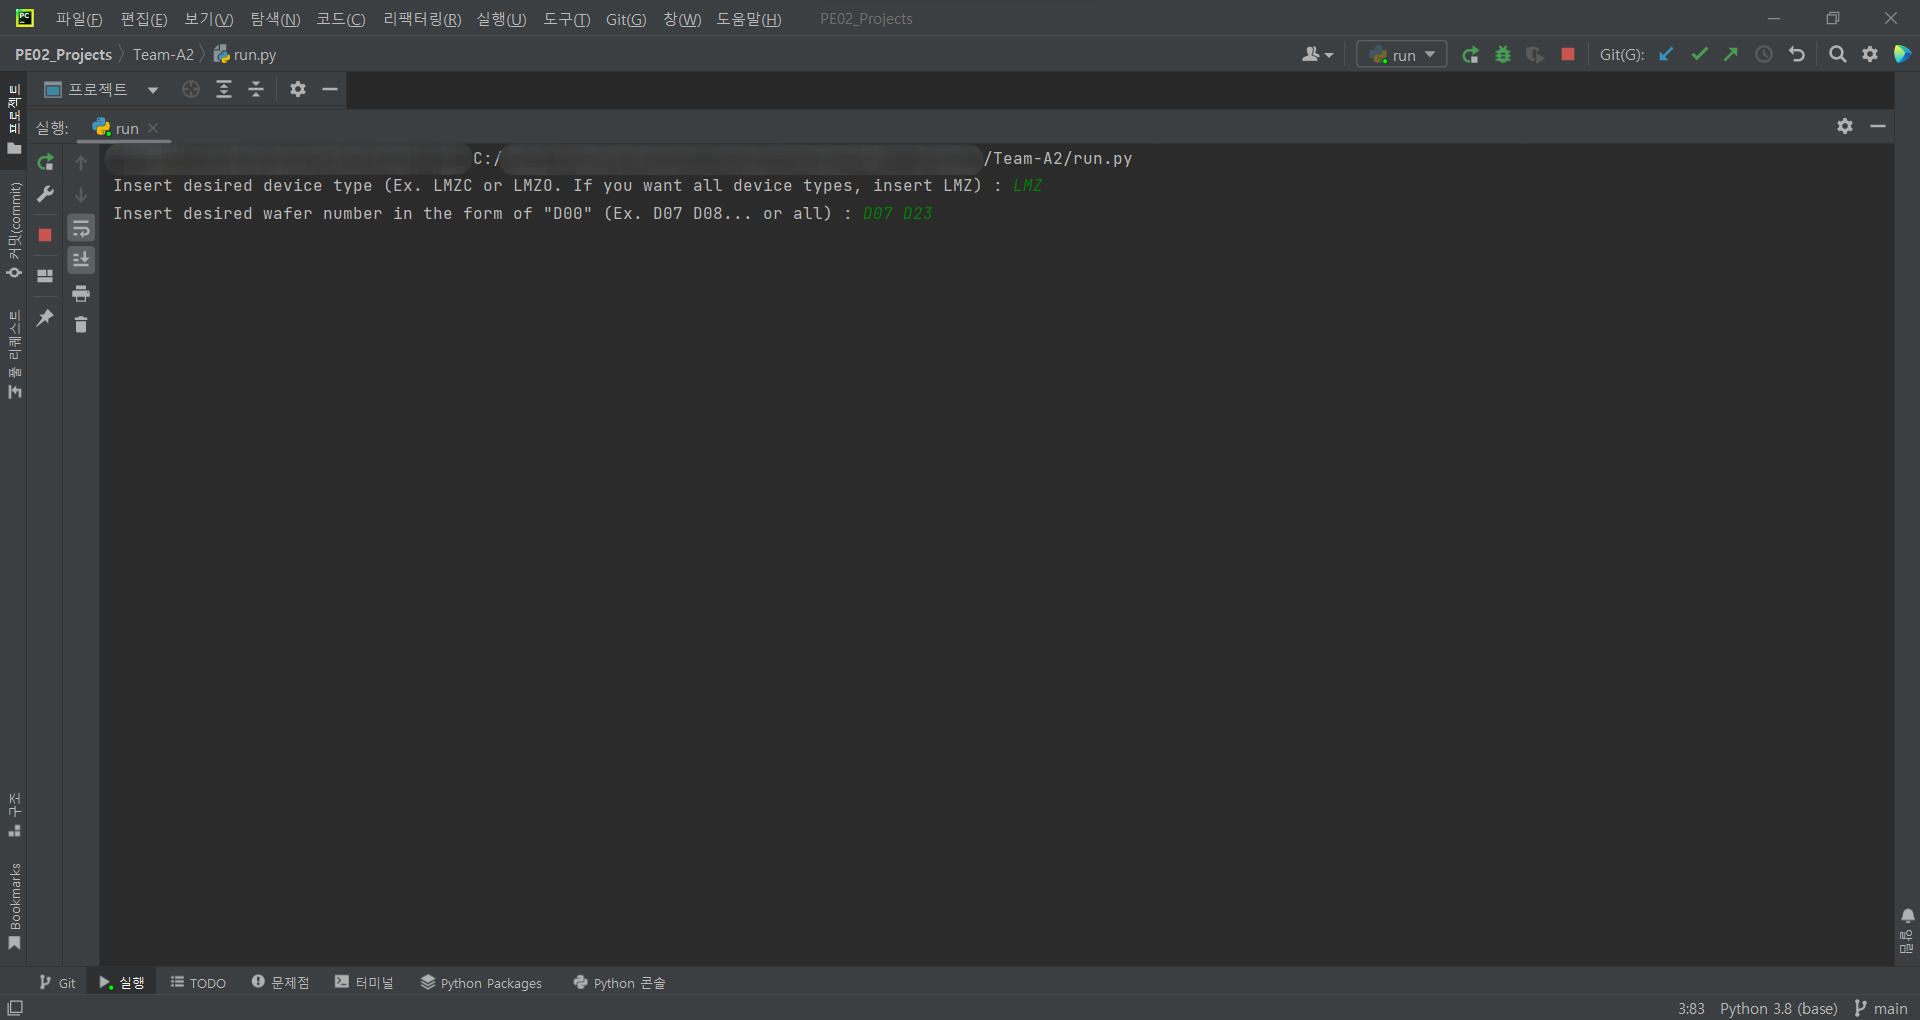 파일(F) 편집(E) 보기(V) 탐색(N) 코드(C) 리팩터링(R) 실행(U) 도구(T) Git(G) 창(W) 도움말(H) PE02_Projects
PE02_Projects Team-A2 run.py
run Git(G):
프로젝트
프로젝트
실행: run
C:/ /Team-A2/run.py
Insert desired device type (Ex. LMZC or LMZO. If you want all device types, insert LMZ) : LMZ
Insert desired wafer number in the form of "D00" (Ex. D07 D08... or all) : D07 D23
커밋(commit)
풀 리퀘스트
구조
Bookmarks
알림
Git 실행 TODO 문제점 터미널 Python Packages Python 콘솔
3:83 Python 3.8 (base) main